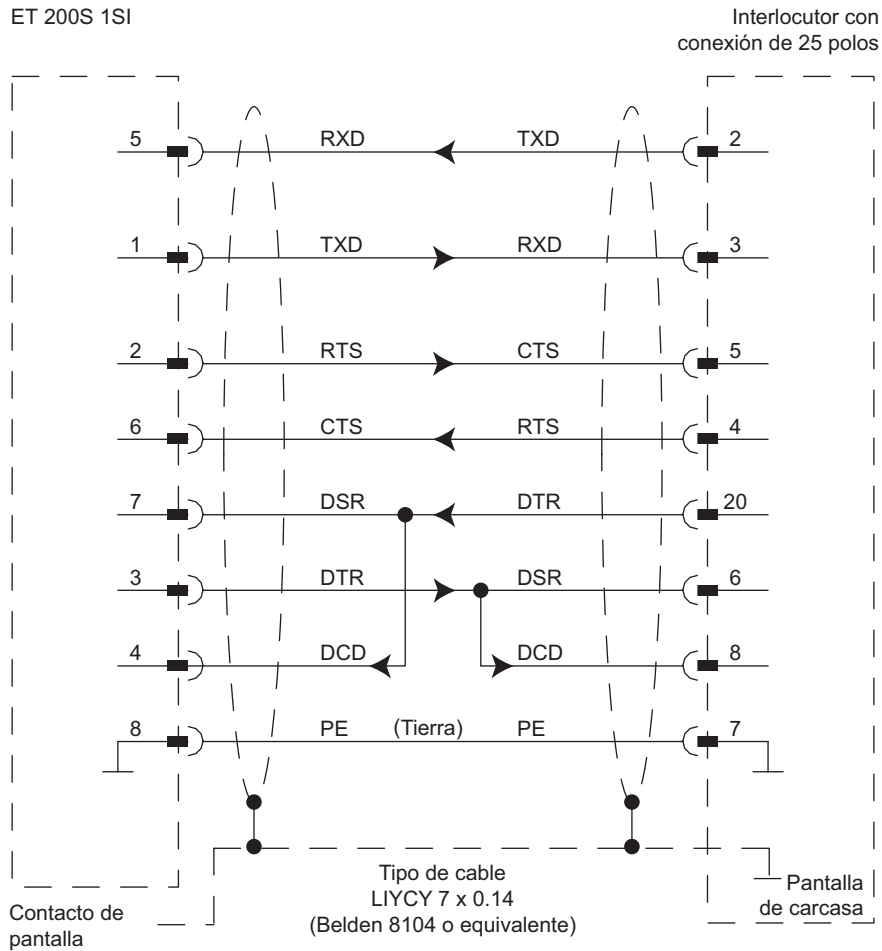 ET 200S 1SI
Interlocutor con
conexión de 25 polos
5 RXD TXD 2
1 TXD RXD 3
2 RTS CTS 5
6 CTS RTS 4
7 DSR DTR 20
3 DTR DSR 6
4 DCD DCD 8
8 PE (Tierra) PE 7
Tipo de cable
LIYCY 7 x 0.14
(Belden 8104 o equivalente)
Contacto de
pantalla
Pantalla
de carcasa